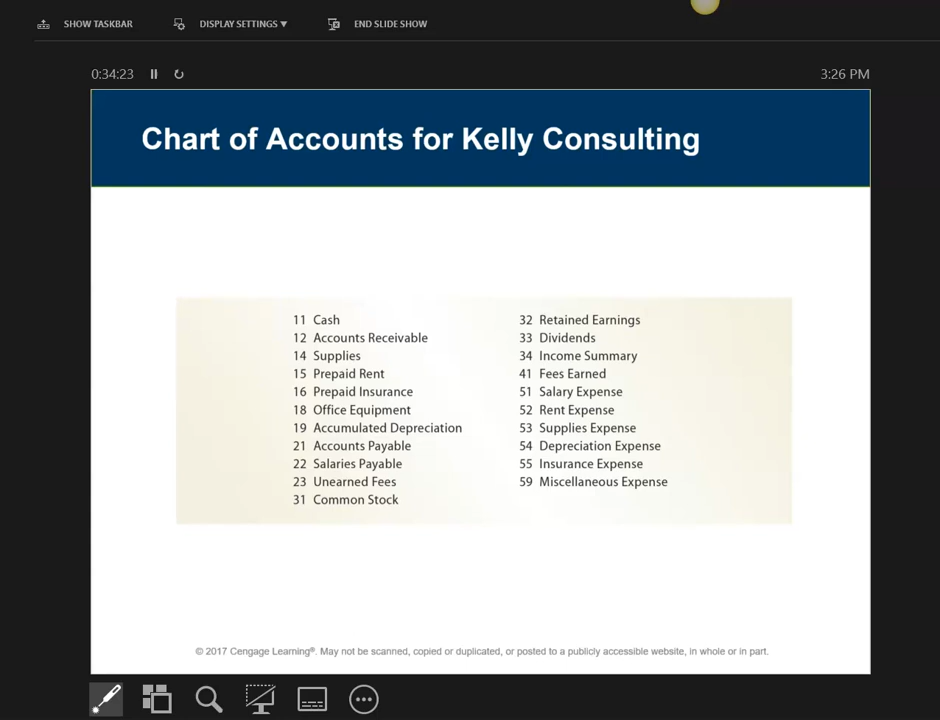 SHOW TASKBAR
DISPLAY SETTINGS ▼
END SLIDE SHOW
0:34:23
3:26 PM
Chart of Accounts for Kelly Consulting
11 Cash
12 Accounts Receivable
14 Supplies
15 Prepaid Rent
16 Prepaid Insurance
18 Office Equipment
19 Accumulated Depreciation
21 Accounts Payable
22 Salaries Payable
23 Unearned Fees
31 Common Stock
32 Retained Earnings
33 Dividends
34 Income Summary
41 Fees Earned
51 Salary Expense
52 Rent Expense
53 Supplies Expense
54 Depreciation Expense
55 Insurance Expense
59 Miscellaneous Expense
© 2017 Cengage Learning®. May not be scanned, copied or duplicated, or posted to a publicly accessible website, in whole or in part.